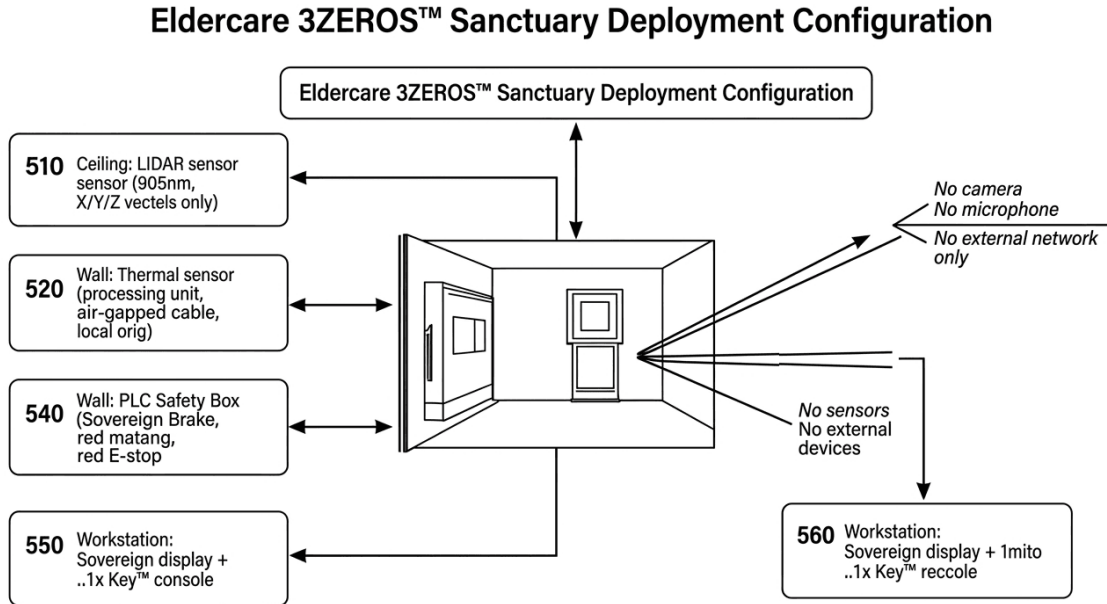 Eldercare 3ZEROS™ Sanctuary Deployment Configuration
Eldercare 3ZEROS™ Sanctuary Deployment Configuration
510 Ceiling: LIDAR sensor
sensor (905nm,
X/Y/Z vectels only)
520 Wall: Thermal sensor
(processing unit,
air-gapped cable,
local orig)
540 Wall: PLC Safety Box
(Sovereign Brake,
red matang,
red E-stop
550 Workstation:
Sovereign display +
..1x Key™ console
No camera
No microphone
No external network
only
No sensors
No external
devices
560 Workstation:
Sovereign display + 1mito
..1x Key™ reccole